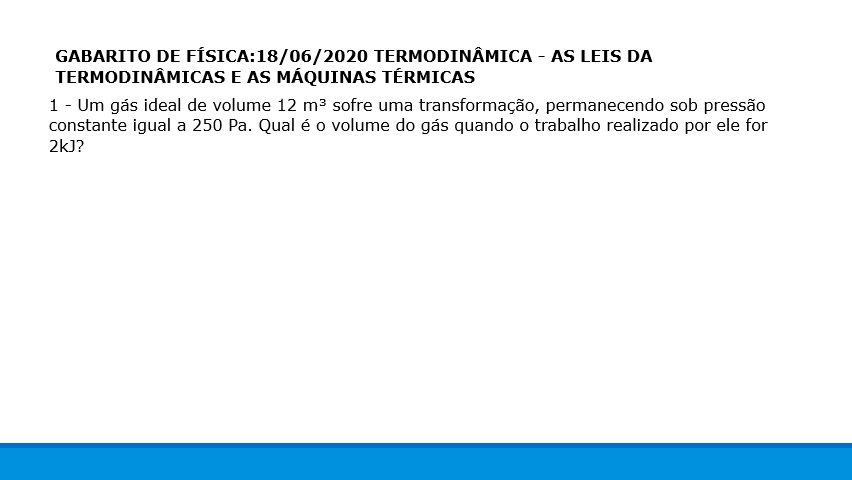 GABARITO DE FÍSICA:18/06/2020 TERMODINÂMICA - AS LEIS DA
TERMODINÂMICAS E AS MÁQUINAS TÉRMICAS
1 - Um gás ideal de volume 12 m³ sofre uma transformação, permanecendo sob pressão
constante igual a 250 Pa. Qual é o volume do gás quando o trabalho realizado por ele for
2kJ?